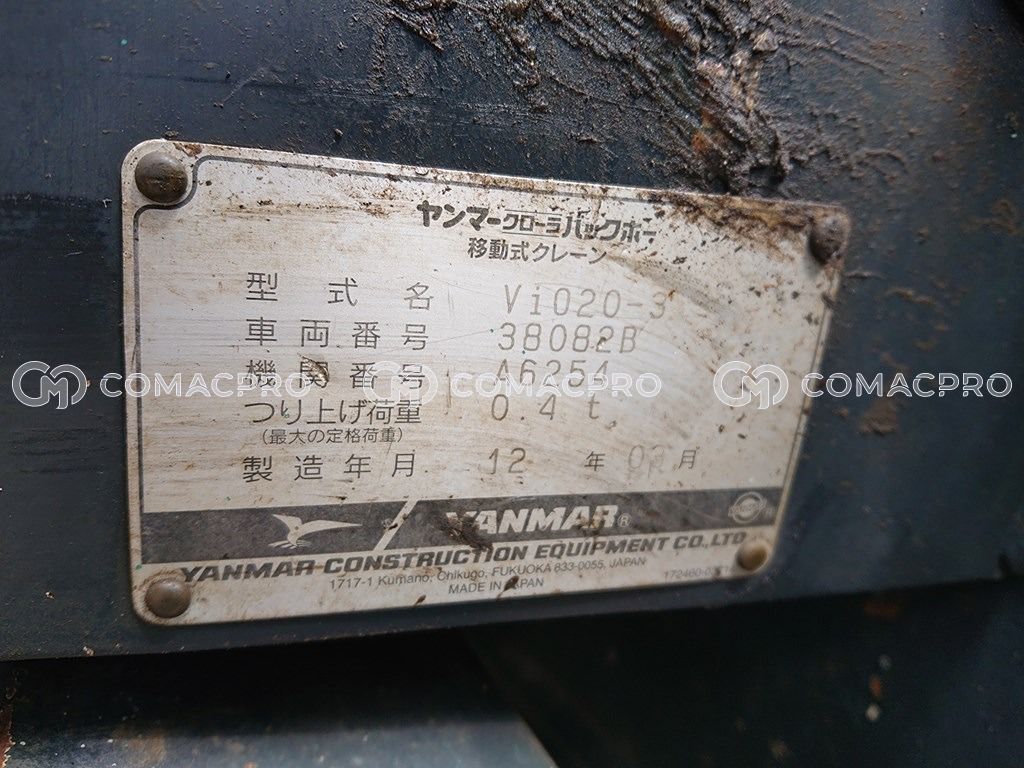 ヤンマークローラバックホー
移動式クレーン
型式名 ViO20-3
車両番号 38082B
機関番号 A6254
COMACPRO COMACPRO COMACPRO
つり上げ荷重 0.4 t
(最大の定格荷重)
製造年月 12 年 02 月
YANMAR®
YANMAR CONSTRUCTION EQUIPMENT CO.,LTD
1717-1 Kumano, Chikugo, FUKUOKA 833-0055, JAPAN
MADE IN JAPAN